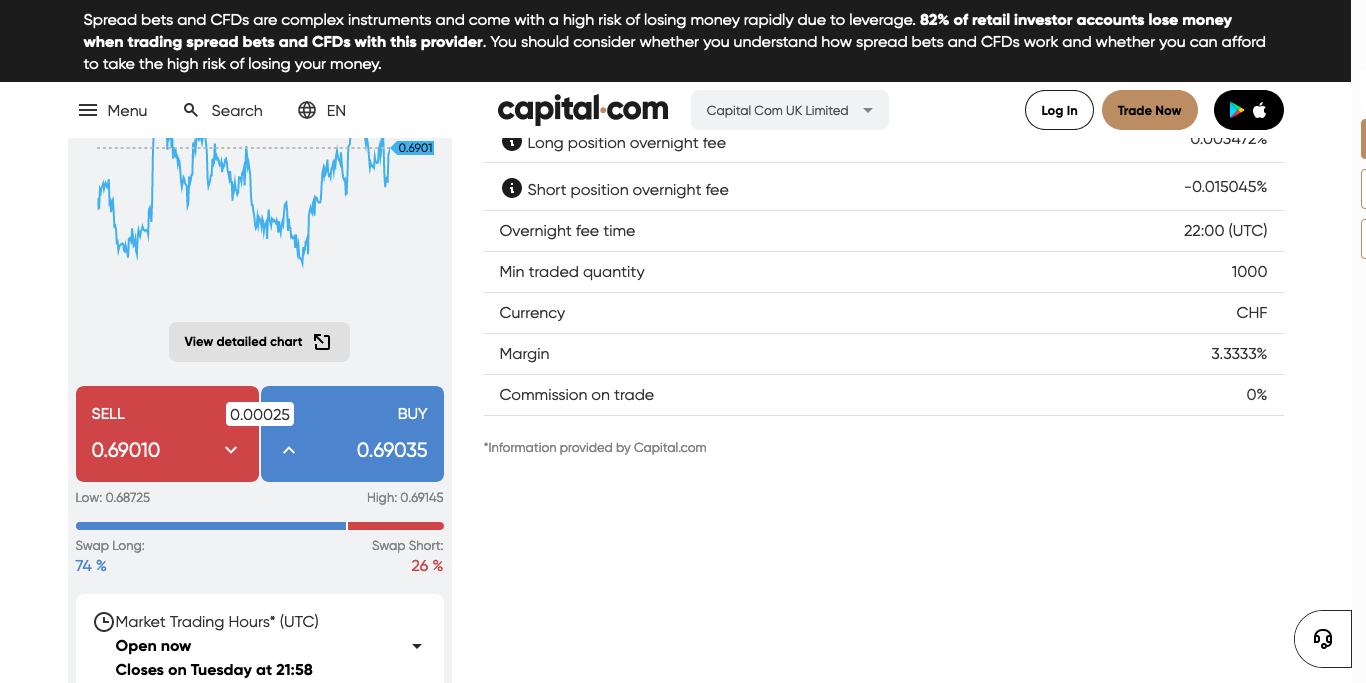 Spread bets and CFDs are complex instruments and come with a high risk of losing money rapidly due to leverage. 82% of retail investor accounts lose money
when trading spread bets and CFDs with this provider. You should consider whether you understand how spread bets and CFDs work and whether you can afford
to take the high risk of losing your money.
Menu
Search
EN
capital.com
Capital Com UK Limited
Log In
Trade Now
0.6901
View detailed chart
SELL
0.69010
0.00025
BUY
0.69035
Low: 0.68725
High: 0.69145
Swap Long:
74 %
Swap Short:
26 %
Market Trading Hours* (UTC)
Open now
Closes on Tuesday at 21:58
Long position overnight fee 0.003472%
Short position overnight fee -0.015045%
Overnight fee time 22:00 (UTC)
Min traded quantity 1000
Currency CHF
Margin 3.3333%
Commission on trade 0%
*Information provided by Capital.com